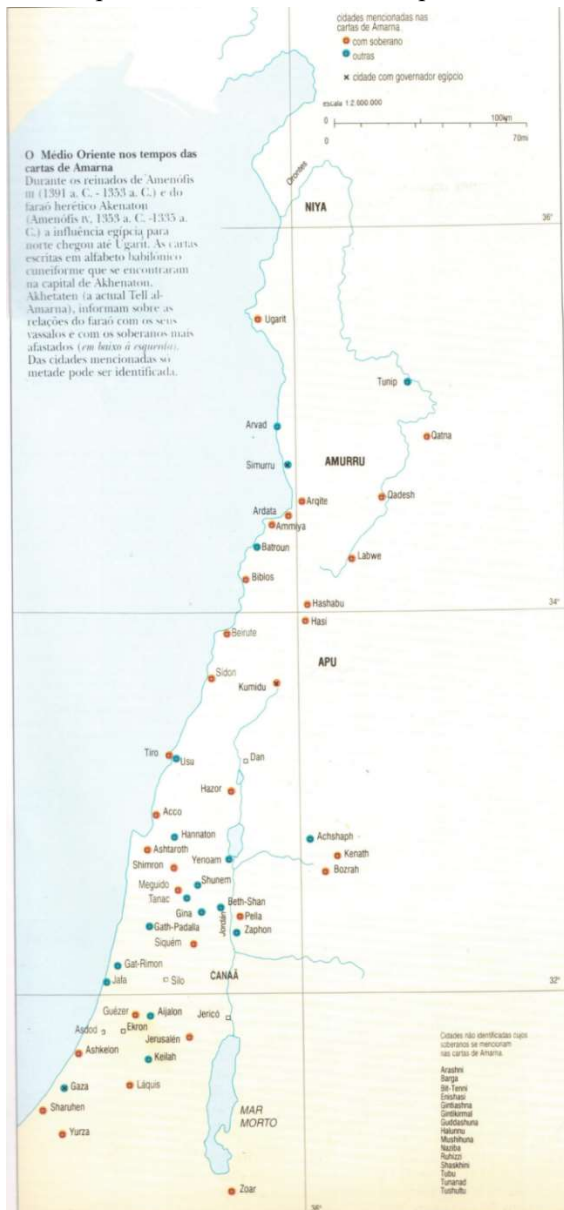 cidades mencionadas nas
cartas de Amarna
com soberano
outras
cidade com governador egípcio
escala 1:2.500.000
0 100km
0 70mi
O Médio Oriente nos tempos das
cartas de Amarna
Durante os reinados de Amenófis
III (1391 a. C. - 1353 a. C.) e do
faraó herético Akenaton
(Amenófis IV, 1353 a. C. -1335 a.
C.) a influência egípcia para
norte chegou até Ugarit. As cartas
escritas em alfabeto babilónico
cuneiforme que se encontraram
na capital de Akhenaton,
Akhetaten (a actual Tell al-
Amarna), informam sobre as
relações do faraó com os seus
vassalos e com os soberanos mais
afastados (em baixo à esquerda).
Das cidades mencionadas só
metade pode ser identificada.
Orontes
NIYA
36°
Ugarit
Tunip
Arvad
Qatna
Simurru
AMURRU
Arqite
Qadesh
Ardata
Ammiya
Batroun
Labwe
Biblos
Hashabu
34°
Hasi
Beirute
APU
Sidon
Kumidu
Tiro
Usu
Dan
Hazor
Acco
Hannaton
Achshaph
Ashtaroth
Yenoam
Kenath
Shimron
Bozrah
Meguido
Shunem
Tanac
Beth-Shan
Gina
Pella
Gath-Padalla
Jordán
Zaphon
Siquém
Gat-Rimon
CANAÃ
Jafa
Silo
32°
Guézer
Aijalon
Jericó
Asdod
Ekron
Jerusalén
Ashkelon
Keilah
Gaza
Láquis
Sharuhen
MAR
MORTO
Yurza
Zoar
36°
Cidades não identificadas cujos
soberanos se mencionam
nas cartas de Amarna.
Arashni
Barga
Bit-Tenni
Enishasi
Gintiashna
Gintikirmal
Guddashuna
Halunnu
Mushihuna
Naziba
Ruhizzi
Shaskhini
Tubu
Tunanad
Tushultu